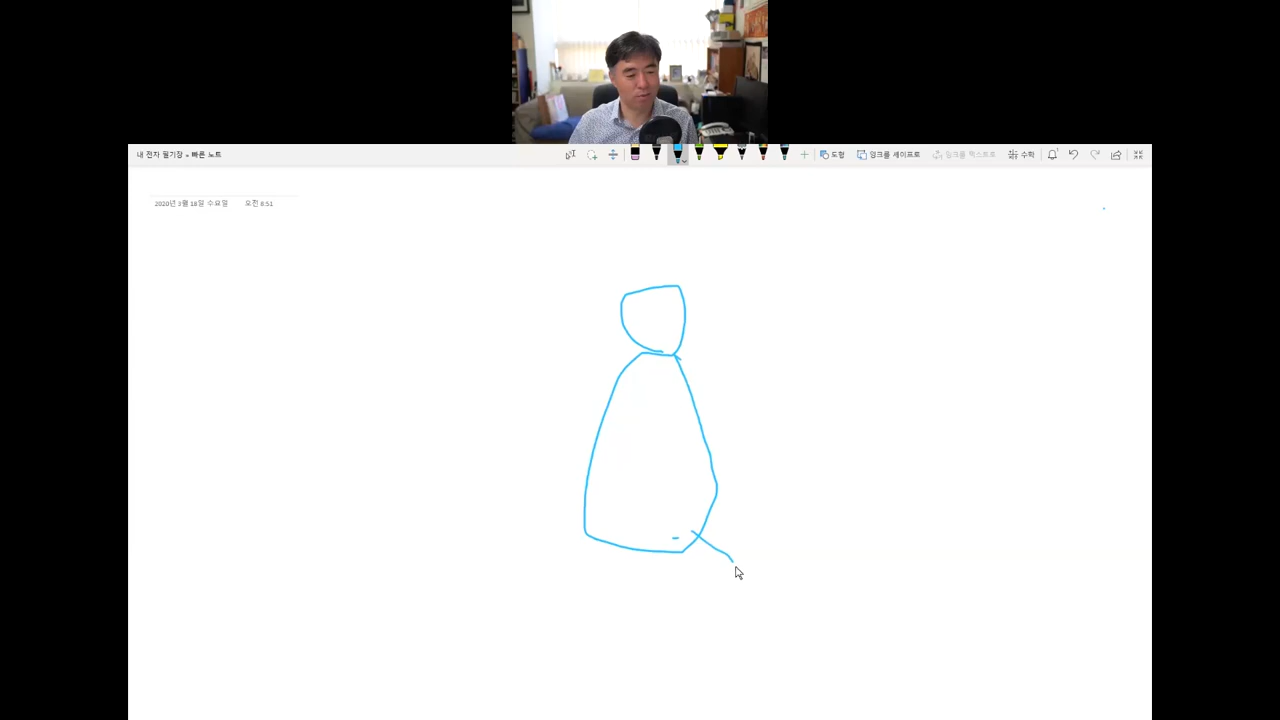 내 전자 필기장 » 빠른 노트
도형 잉크를 셰이프로 잉크를 텍스트로 수학
2020년 3월 18일 수요일 오전 8:51